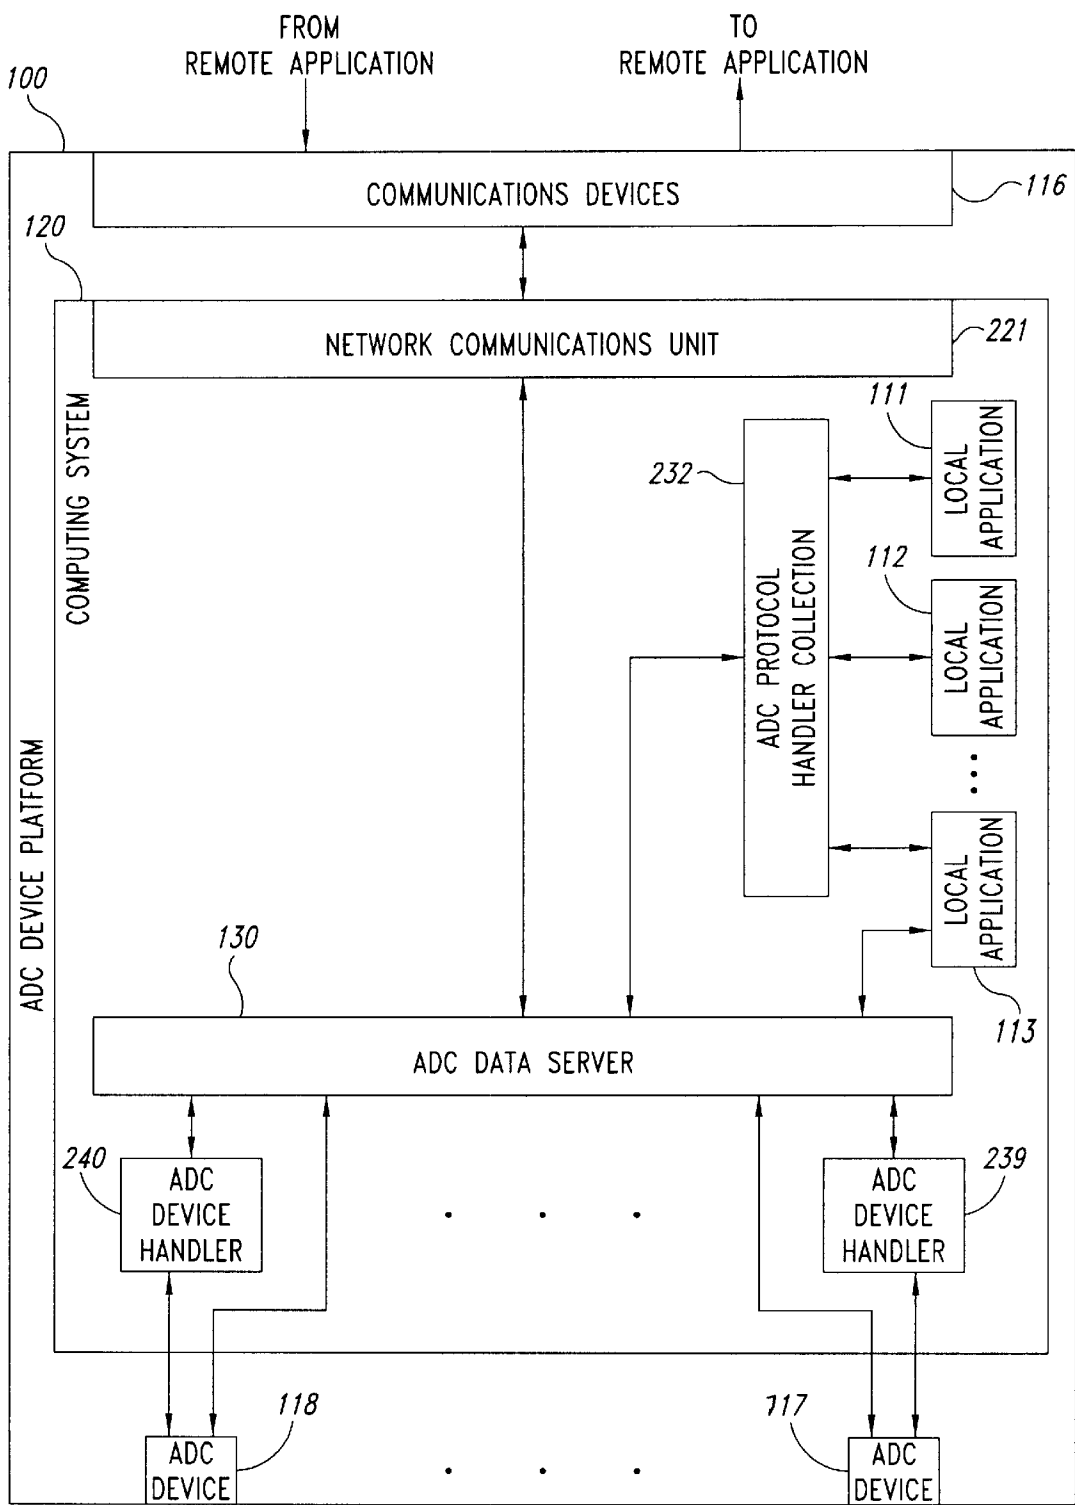 FROM
REMOTE APPLICATION
TO
REMOTE APPLICATION
100
COMMUNICATIONS DEVICES
116
120
NETWORK COMMUNICATIONS UNIT
221
COMPUTING SYSTEM
ADC DEVICE PLATFORM
232
ADC PROTOCOL
HANDLER COLLECTION
111
LOCAL
APPLICATION
112
LOCAL
APPLICATION
LOCAL
APPLICATION
113
130
ADC DATA SERVER
240
ADC
DEVICE
HANDLER
239
ADC
DEVICE
HANDLER
118
ADC
DEVICE
117
ADC
DEVICE